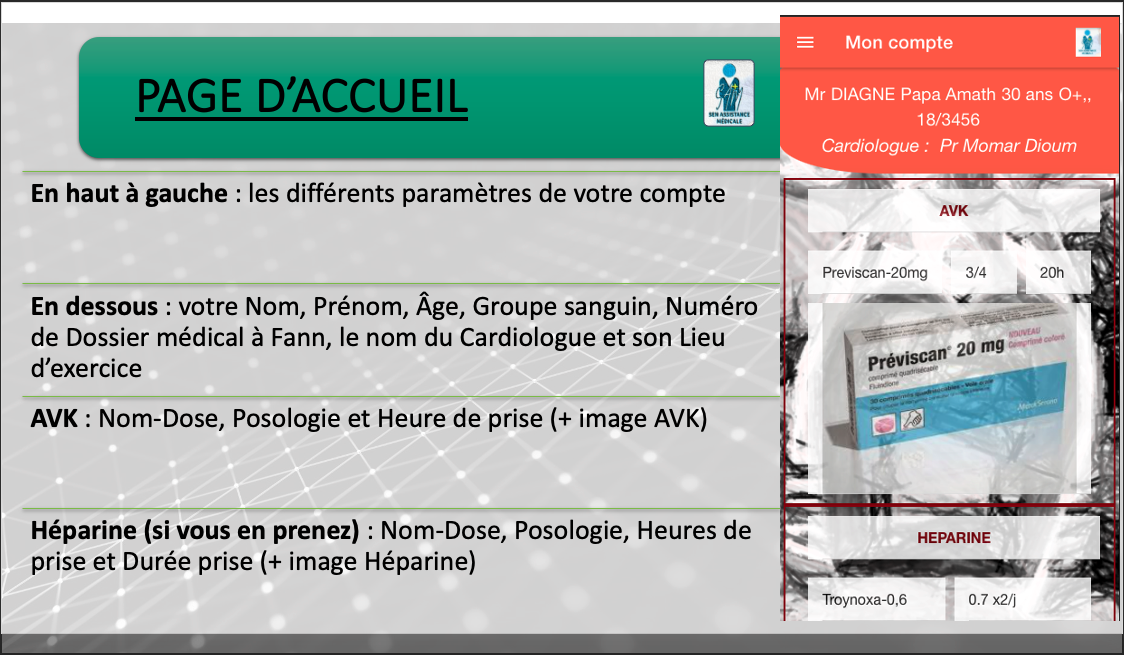 PAGE D'ACCUEIL
SEN ASSISTANCE
MÉDICALE
En haut à gauche : les différents paramètres de votre compte
En dessous : votre Nom, Prénom, Âge, Groupe sanguin, Numéro
de Dossier médical à Fann, le nom du Cardiologue et son Lieu
d'exercice
AVK : Nom-Dose, Posologie et Heure de prise (+ image AVK)
Héparine (si vous en prenez) : Nom-Dose, Posologie, Heures de
prise et Durée prise (+ image Héparine)
Mon compte
Mr DIAGNE Papa Amath 30 ans O+,,
18/3456
Cardiologue : Pr Momar Dioum
AVK
Previscan-20mg 3/4 20h
Préviscan® 20 mg
NOUVEAU
Comprimé coloré
comprimé quadrisécable
Fluindione
30 comprimés quadrisécables - Voie orale
HEPARINE
Troynoxa-0,6 0.7 x2/j